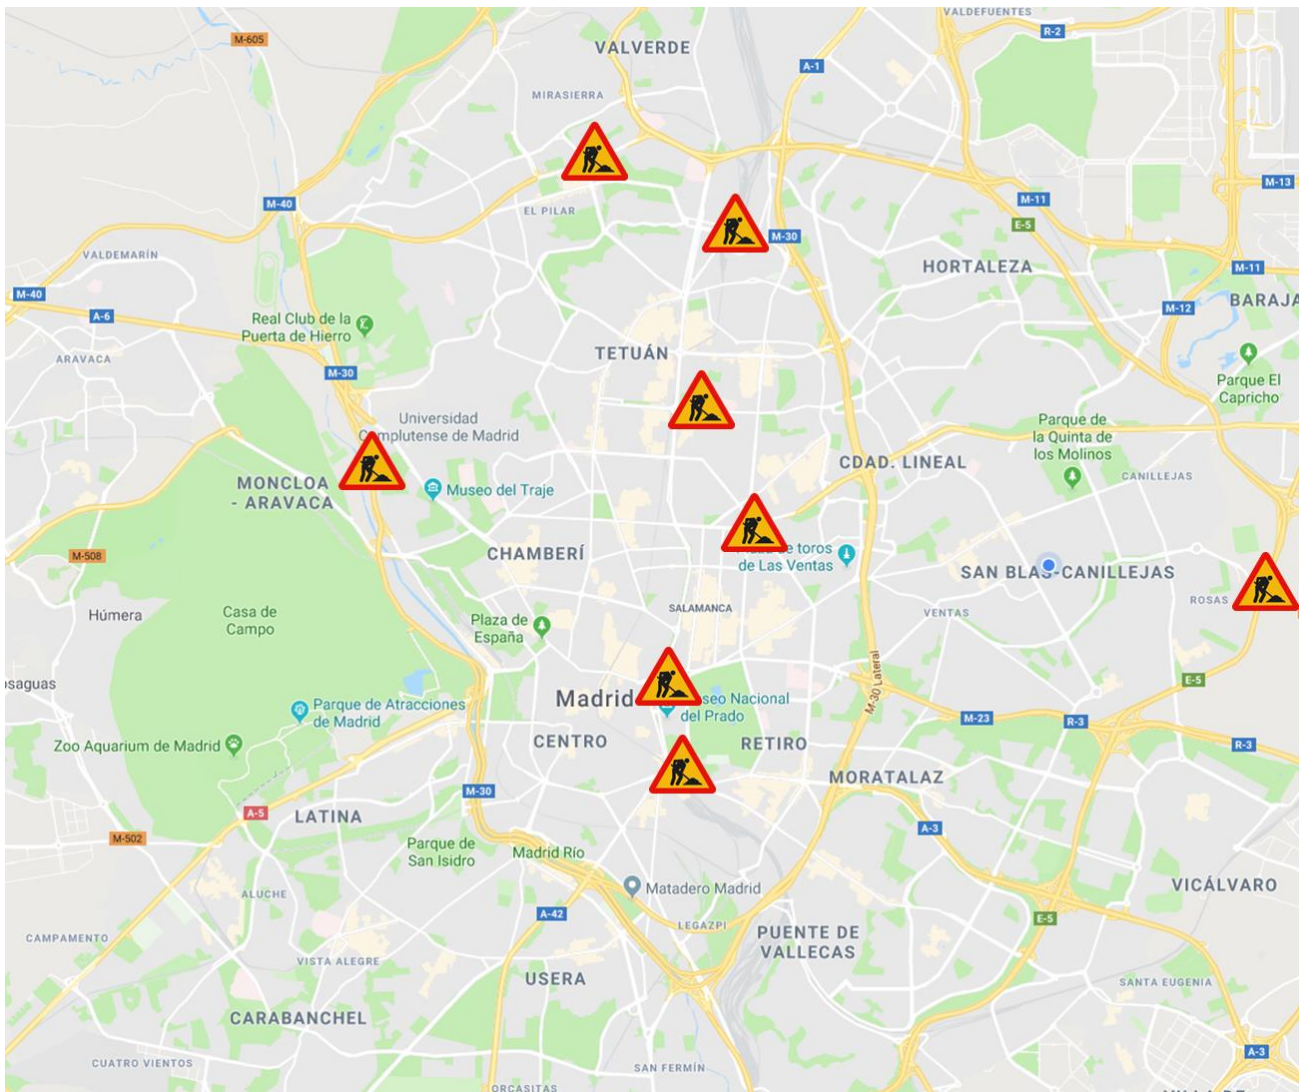 VALDEFUENTES
M-605
R-2
VALVERDE
A-1
MIRASIERRA
M-13
M-40
M-11
EL PILAR
E-5
M-30
VALDEMARÍN
HORTALEZA
M-11
M-40
BARAJA
M-12
A-6
Real Club de la
Puerta de Hierro
TETUÁN
ARAVACA
M-30
Parque El
Capricho
Universidad
Complutense de Madrid
Parque de
la Quinta de
los Molinos
CDAD. LINEAL
CANILLEJAS
MONCLOA
- ARAVACA
Museo del Traje
M-508
CHAMBERÍ
de toros
de Las Ventas
SAN BLAS-CANILLEJAS
ROSAS
Húmera
Casa de
Campo
SALAMANCA
VENTAS
Plaza de
España
osaguas
E-5
M-30 Lateral
Madrid
seo Nacional
del Prado
Parque de Atracciones
de Madrid
M-23
R-3
R-3
Zoo Aquarium de Madrid
CENTRO
RETIRO
MORATALAZ
M-30
A-5
LATINA
A-3
M-502
Parque de
San Isidro
Madrid Río
ALUCHE
Matadero Madrid
VICÁLVARO
A-42
E-5
LEGAZPI
CAMPAMENTO
PUENTE DE
VALLECAS
VISTA ALEGRE
USERA
SANTA EUGENIA
CARABANCHEL
A-3
CUATRO VIENTOS
SAN FERMÍN
ORCASITAS